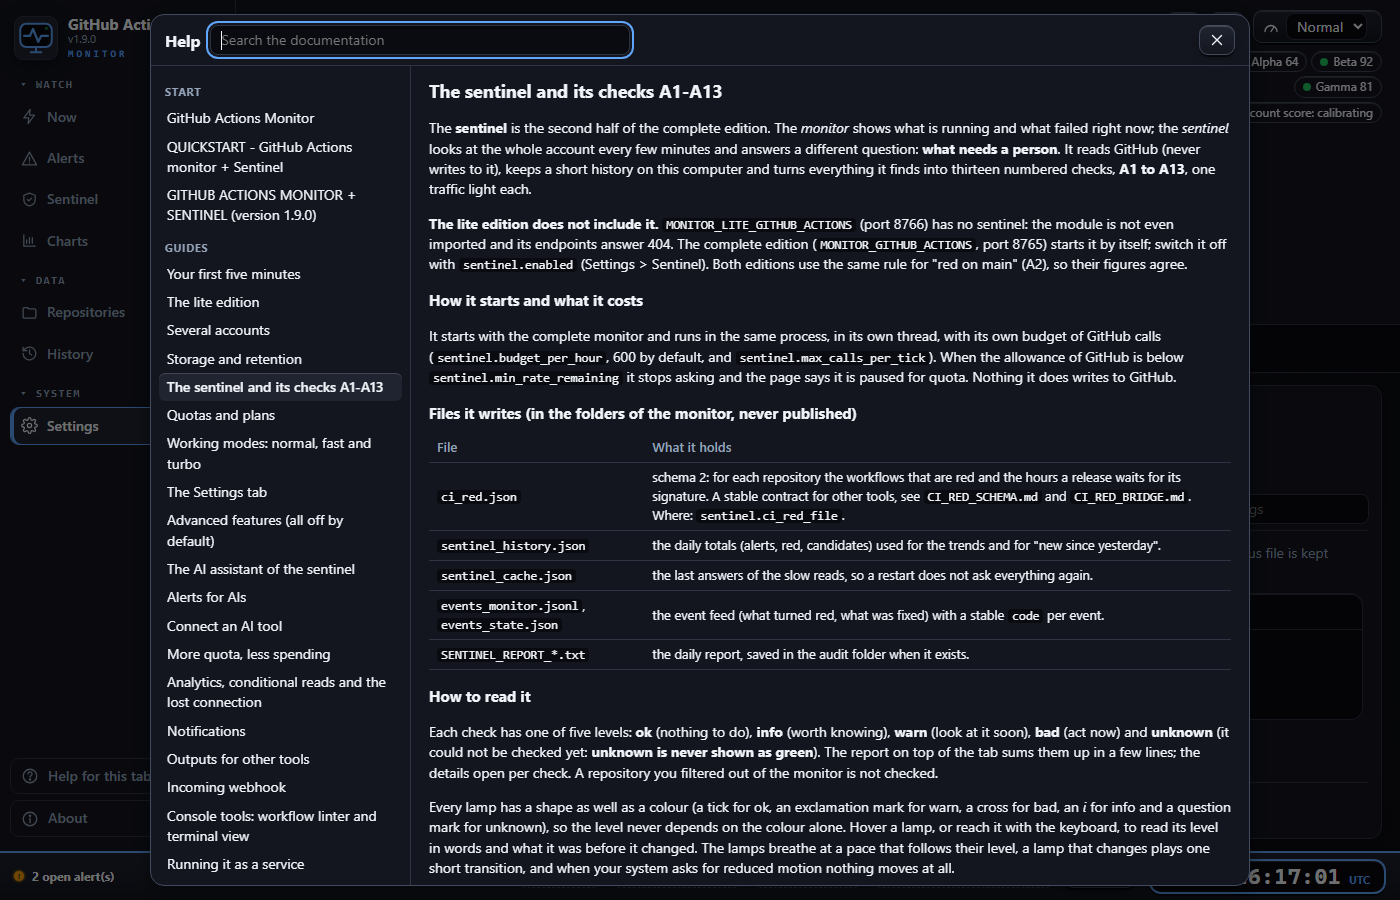 GitHub Acti
v1.9.0
MONITOR
WATCH
Now
Alerts
Sentinel
Charts
DATA
Repositories
History
SYSTEM
Settings
Help for this tab
About
2 open alert(s)
Help
Search the documentation
START
GitHub Actions Monitor
QUICKSTART - GitHub Actions
monitor + Sentinel
GITHUB ACTIONS MONITOR +
SENTINEL (version 1.9.0)
GUIDES
Your first five minutes
The lite edition
Several accounts
Storage and retention
The sentinel and its checks A1-A13
Quotas and plans
Working modes: normal, fast and
turbo
The Settings tab
Advanced features (all off by
default)
The AI assistant of the sentinel
Alerts for AIs
Connect an AI tool
More quota, less spending
Analytics, conditional reads and the
lost connection
Notifications
Outputs for other tools
Incoming webhook
Console tools: workflow linter and
terminal view
Running it as a service
The sentinel and its checks A1-A13
The sentinel is the second half of the complete edition. The monitor shows what is running and what failed right now; the sentinel
looks at the whole account every few minutes and answers a different question: what needs a person. It reads GitHub (never
writes to it), keeps a short history on this computer and turns everything it finds into thirteen numbered checks, A1 to A13, one
traffic light each.
The lite edition does not include it. MONITOR_LITE_GITHUB_ACTIONS (port 8766) has no sentinel: the module is not even
imported and its endpoints answer 404. The complete edition (MONITOR_GITHUB_ACTIONS, port 8765) starts it by itself; switch it off
with sentinel.enabled (Settings > Sentinel). Both editions use the same rule for "red on main" (A2), so their figures agree.
How it starts and what it costs
It starts with the complete monitor and runs in the same process, in its own thread, with its own budget of GitHub calls
(sentinel.budget_per_hour, 600 by default, and sentinel.max_calls_per_tick). When the allowance of GitHub is below
sentinel.min_rate_remaining it stops asking and the page says it is paused for quota. Nothing it does writes to GitHub.
Files it writes (in the folders of the monitor, never published)
File What it holds
ci_red.json schema 2: for each repository the workflows that are red and the hours a release waits for its
signature. A stable contract for other tools, see CI_RED_SCHEMA.md and CI_RED_BRIDGE.md.
Where: sentinel.ci_red_file.
sentinel_history.json the daily totals (alerts, red, candidates) used for the trends and for "new since yesterday".
sentinel_cache.json the last answers of the slow reads, so a restart does not ask everything again.
events_monitor.jsonl,
events_state.json the event feed (what turned red, what was fixed) with a stable code per event.
SENTINEL_REPORT_*.txt the daily report, saved in the audit folder when it exists.
How to read it
Each check has one of five levels: ok (nothing to do), info (worth knowing), warn (look at it soon), bad (act now) and unknown (it
could not be checked yet: unknown is never shown as green). The report on top of the tab sums them up in a few lines; the
details open per check. A repository you filtered out of the monitor is not checked.
Every lamp has a shape as well as a colour (a tick for ok, an exclamation mark for warn, a cross for bad, an i for info and a question
mark for unknown), so the level never depends on the colour alone. Hover a lamp, or reach it with the keyboard, to read its level
in words and what it was before it changed. The lamps breathe at a pace that follows their level, a lamp that changes plays one
short transition, and when your system asks for reduced motion nothing moves at all.
Normal
Alpha 64
Beta 92
Gamma 81
count score: calibrating
gs
us file is kept
6:17:01 UTC